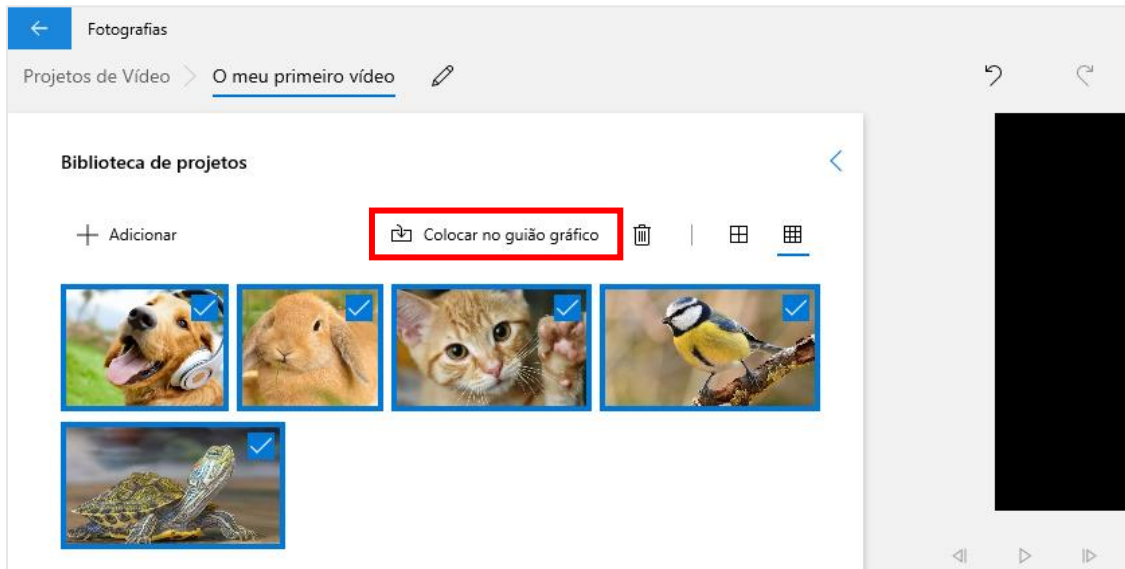 Fotografias
Projetos de Vídeo > O meu primeiro vídeo
Biblioteca de projetos
Adicionar Colocar no guião gráfico